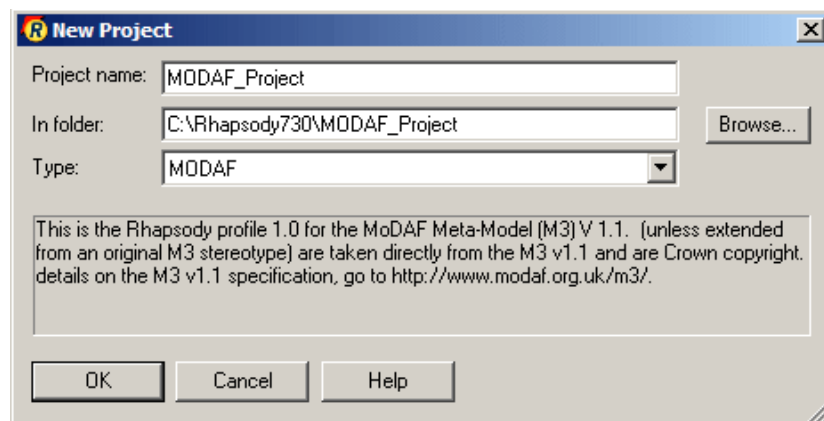 R New Project
Project name: MODAF_Project
In folder: C:\Rhapsody730\MODAF_Project Browse...
Type: MODAF
This is the Rhapsody profile 1.0 for the MoDAF Meta-Model (M3) V 1.1. (unless extended
from an original M3 stereotype) are taken directly from the M3 v1.1 and are Crown copyright.
details on the M3 v1.1 specification, go to http://www.modaf.org.uk/m3/.
OK Cancel Help